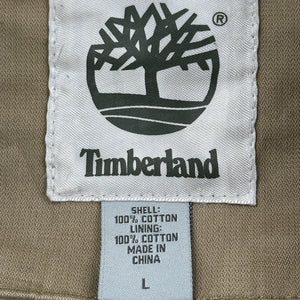 ®
Timberland
SHELL:
100% COTTON
LINING:
100% COTTON
MADE IN
CHINA
L